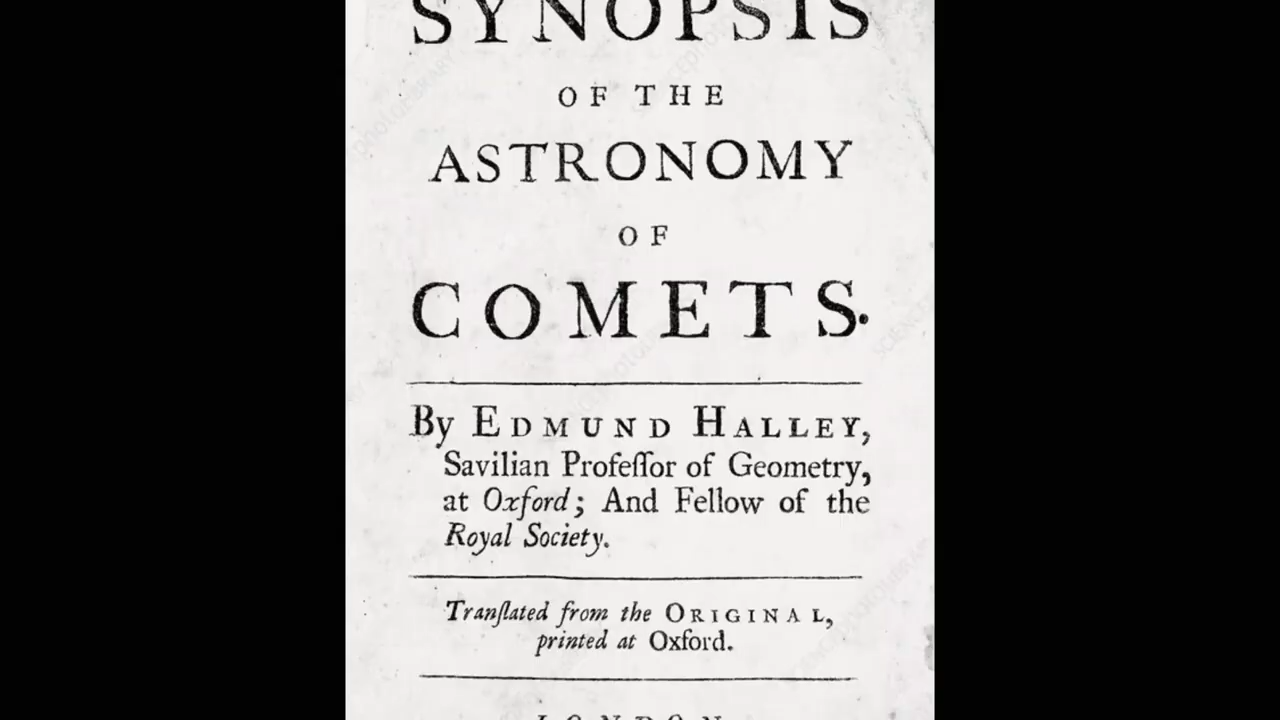 SYNOPSIS
OF THE
ASTRONOMY
OF
COMETS.
By EDMUND HALLEY,
Savilian Profeſſor of Geometry,
at Oxford; And Fellow of the
Royal Society.
Tranſlated from the ORIGINAL,
printed at Oxford.
LONDON